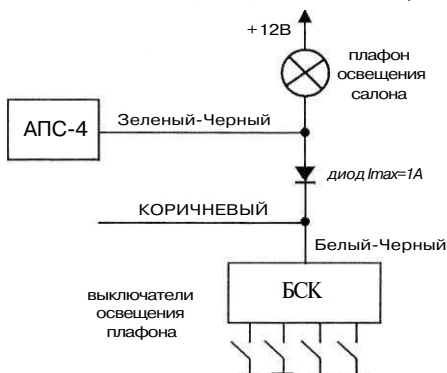 +12В
плафон
освещения
салона
АПС-4
Зеленый-Черный
диод Imax=1А
КОРИЧНЕВЫЙ
Белый-Черный
выключатели
освещения
плафона
БСК